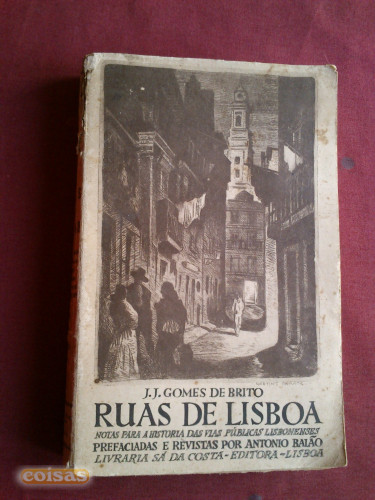 J.J. GOMES DE BRITO
RUAS DE LISBOA
NOTAS PARA A HISTORIA DAS VIAS PÚBLICAS LISBONENSES
PREFACIADAS E REVISTAS POR ANTONIO BAIÃO
LIVRARIA SÁ DA COSTA - EDITORA - LISBOA
coisas